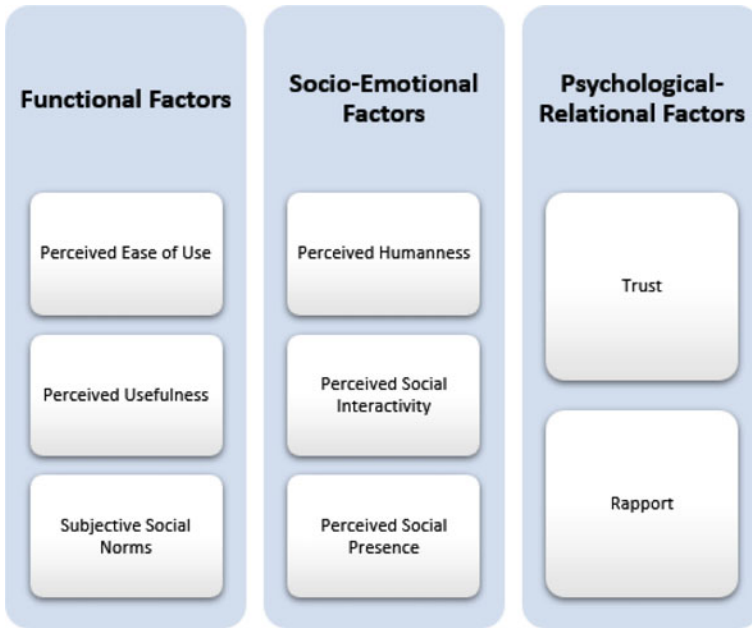 Functional Factors
Perceived Ease of Use
Perceived Usefulness
Subjective Social
Norms
Socio-Emotional
Factors
Perceived Humanness
Perceived Social
Interactivity
Perceived Social
Presence
Psychological-
Relational Factors
Trust
Rapport